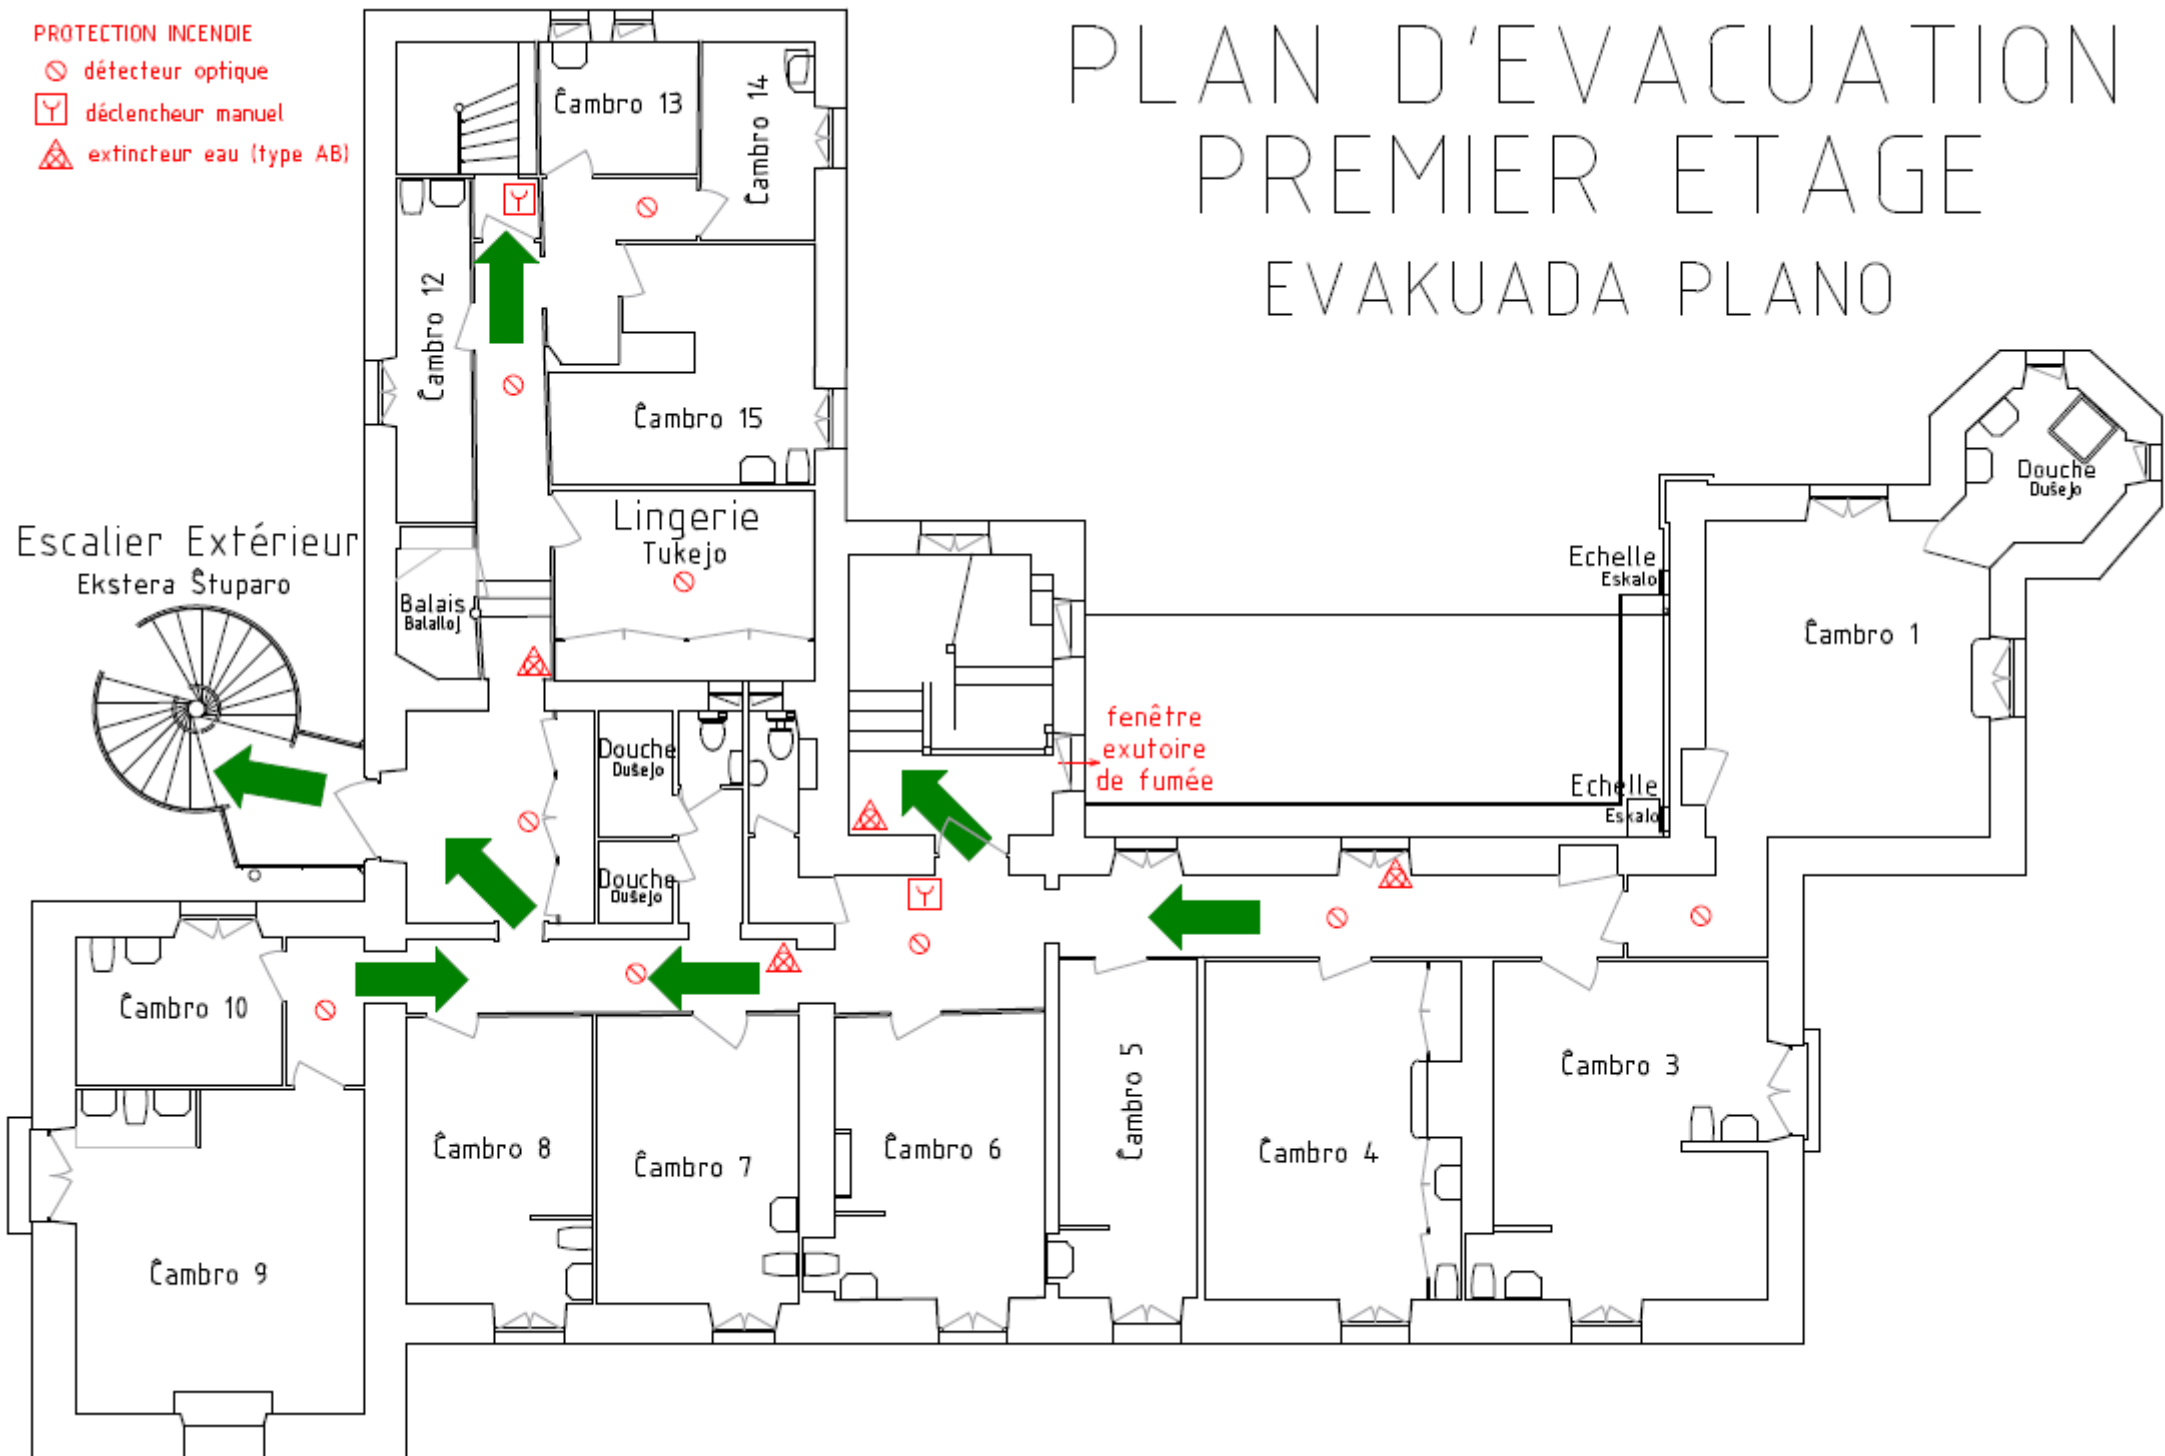 PROTECTION INCENDIE
détecteur optique
déclencheur manuel
extincteur eau (type AB)
PLAN D'EVACUATION
PREMIER ETAGE
EVAKUADA PLANO
Ĉambro 13
Ĉambro 14
Ĉambro 12
Ĉambro 15
Lingerie
Tukejo
Escalier Extérieur
Ekstera Ŝtuparo
Balais
Balailoj
Douche
Duŝejo
Echelle
Eskalo
Ĉambro 1
fenêtre
exutoire
de fumée
Echelle
Eskalo
Douche
Duŝejo
Douche
Duŝejo
Ĉambro 10
Ĉambro 9
Ĉambro 8
Ĉambro 7
Ĉambro 6
Ĉambro 5
Ĉambro 4
Ĉambro 3